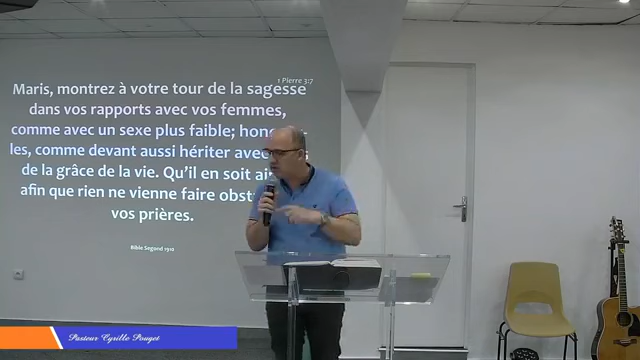 1 Pierre 3:7
Maris, montrez à votre tour de la sagesse
dans vos rapports avec vos femmes,
comme avec un sexe plus faible; hono
les, comme devant aussi hériter avec
de la grâce de la vie. Qu'il en soit ai
afin que rien ne vienne faire obst
vos prières.
Bible Segond 1910
Pasteur Cyrille Pouget